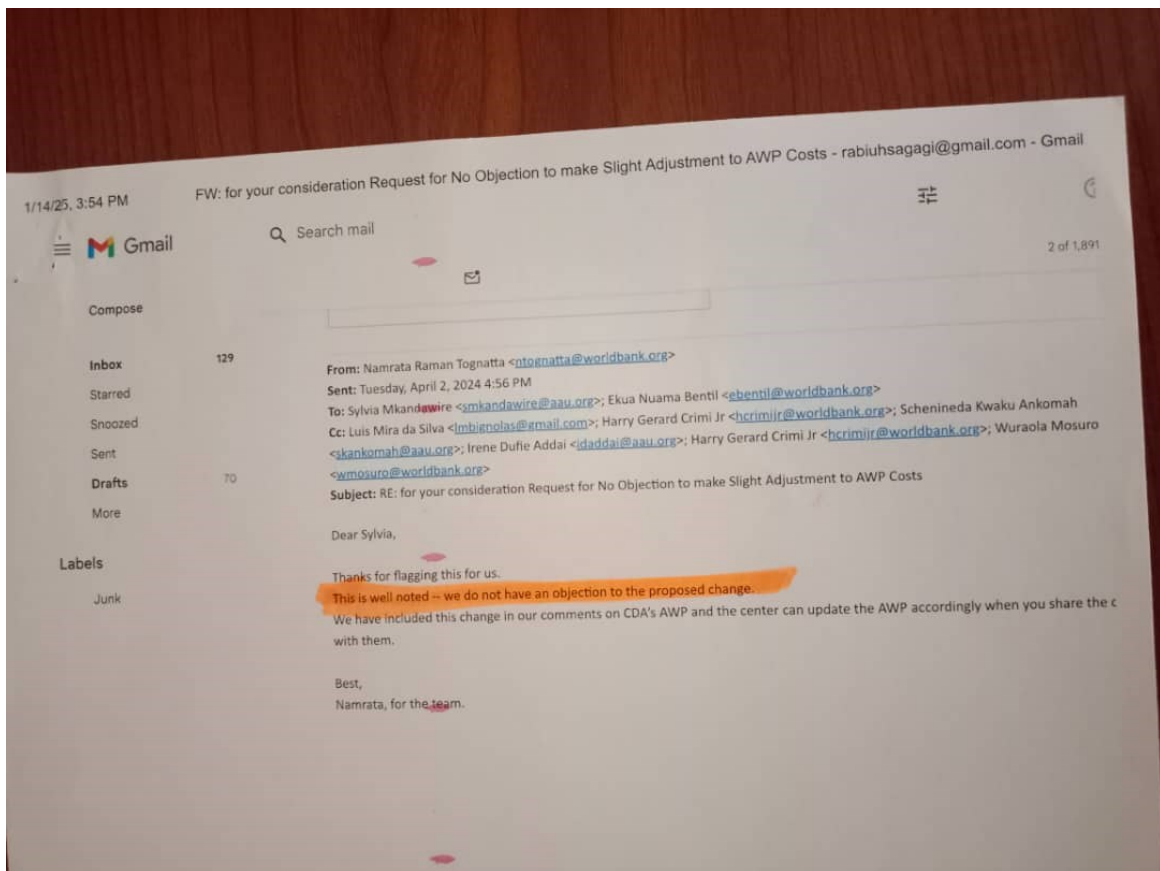 1/14/25, 3:54 PM
FW: for your consideration Request for No Objection to make Slight Adjustment to AWP Costs - rabiuhsagagi@gmail.com - Gmail
Gmail
Search mail
2 of 1,891
Compose
Inbox 129
Starred
Snoozed
Sent
Drafts 70
More
Labels
Junk
From: Namrata Raman Tognatta <ntognatta@worldbank.org>
Sent: Tuesday, April 2, 2024 4:56 PM
To: Sylvia Mkandawire <smkandawire@aau.org>; Ekua Nuama Bentil <ebentil@worldbank.org>
Cc: Luis Mira da Silva <lmbignolas@gmail.com>; Harry Gerard Crimi Jr <hcrimijr@worldbank.org>; Schenineda Kwaku Ankomah
<skankomah@aau.org>; Irene Dufie Addai <idaddai@aau.org>; Harry Gerard Crimi Jr <hcrimijr@worldbank.org>; Wuraola Mosuro
<wmosuro@worldbank.org>
Subject: RE: for your consideration Request for No Objection to make Slight Adjustment to AWP Costs
Dear Sylvia,
Thanks for flagging this for us.
This is well noted -- we do not have an objection to the proposed change.
We have included this change in our comments on CDA's AWP and the center can update the AWP accordingly when you share the c
with them.
Best,
Namrata, for the team.